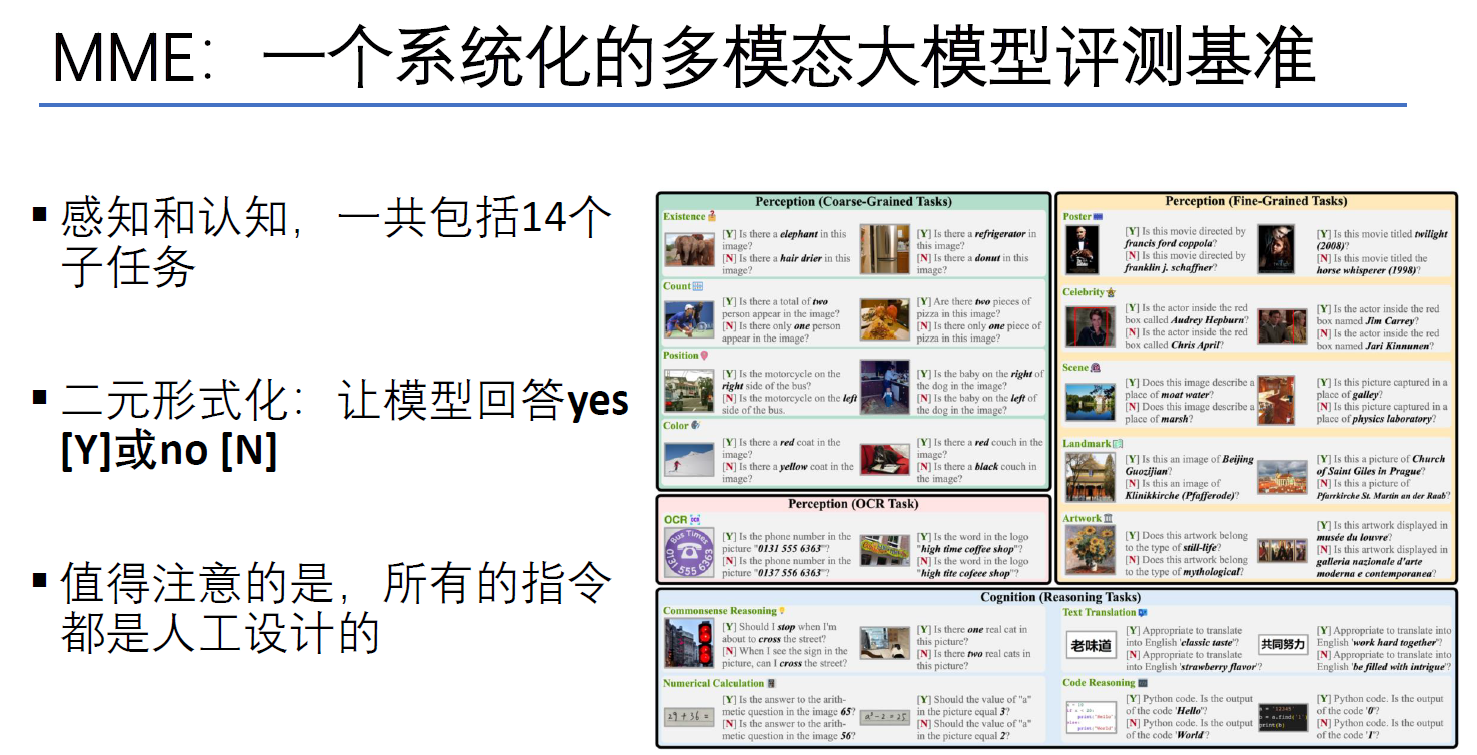 MME：一个系统化的多模态大模型评测基准
▪ 感知和认知，一共包括14个
子任务
▪ 二元形式化：让模型回答yes
[Y]或no [N]
▪ 值得注意的是，所有的指令
都是人工设计的
Perception (Coarse-Grained Tasks)
Existence
[Y] Is there a elephant in this
image?
[N] Is there a hair drier in this
image?
[Y] Is there a refrigerator in
this image?
[N] Is there a donut in this
image?
Count
[Y] Is there a total of two
person appear in the image?
[N] Is there only one person
appear in the image?
[Y] Are there two pieces of
pizza in this image?
[N] Is there only one piece of
pizza in this image?
Position
[Y] Is the motorcycle on the
right side of the bus?
[N] Is the motorcycle on the left
side of the bus.
[Y] Is the baby on the right of
the dog in the image?
[N] Is the baby on the left of
the dog in the image?
Color
[Y] Is there a red coat in the
image?
[N] Is there a yellow coat in the
image?
[Y] Is there a red couch in the
image?
[N] Is there a black couch in
the image?
Perception (OCR Task)
OCR
Bus Times
0131 555 6363
[Y] Is the phone number in the
picture "0131 555 6363"?
[N] Is the phone number in the
picture "0137 556 6363"?
[Y] Is the word in the logo
"high time coffee shop"?
[N] Is the word in the logo
"high tite cofeee shop"?
Perception (Fine-Grained Tasks)
Poster
[Y] Is this movie directed by
francis ford coppola?
[N] Is this movie directed by
franklin j. schaffner?
[Y] Is this movie titled twilight
(2008)?
[N] Is this movie titled the
horse whisperer (1998)?
Celebrity
[Y] Is the actor inside the red
box called Audrey Hepburn?
[N] Is the actor inside the red
box called Chris April?
[Y] Is the actor inside the red
box named Jim Carrey?
[N] Is the actor inside the red
box named Jari Kinnunen?
Scene
[Y] Does this image describe a
place of moat water?
[N] Does this image describe a
place of marsh?
[Y] Is this picture captured in a
place of galley?
[N] Is this picture captured in a
place of physics laboratory?
Landmark
[Y] Is this an image of Beijing
Guozijian?
[N] Is this an image of
Klinikkirche (Pfafferode)?
[Y] Is this a picture of Church
of Saint Giles in Prague?
[N] Is this a picture of
Pfarrkirche St. Martin an der Raab?
Artwork
[Y] Does this artwork belong
to the type of still-life?
[N] Does this artwork belong
to the type of mythological?
[Y] Is this artwork displayed in
musée du louvre?
[N] Is this artwork displayed in
galleria nazionale d'arte
moderna e contemporanea?
Cognition (Reasoning Tasks)
Commonsense Reasoning
[Y] Should I stop when I'm
about to cross the street?
[N] When I see the sign in the
picture, can I cross the street?
[Y] Is there one real cat in
this picture?
[N] Is there two real cats in
this picture?
Numerical Calculation
29 + 36 =
[Y] Is the answer to the arith-
metic question in the image 65?
[N] Is the answer to the arith-
metic question in the image 56?
[Y] Should the value of "a"
in the picture equal 3?
[N] Should the value of "a"
in the picture equal 2?
Text Translation
老味道
[Y] Appropriate to translate
into English 'classic taste'?
[N] Appropriate to translate
into English 'strawberry flavor'?
共同努力
[Y] Appropriate to translate into
English 'work hard together'?
[N] Appropriate to translate into
English 'be filled with intrigue'?
Code Reasoning
[Y] Python code. Is the output
of the code 'Hello'?
[N] Python code. Is the output
of the code 'World'?
a = '12345'
b = a.find('1')
print(b)
[Y] Python code. Is the output
of the code '0'?
[N] Python code. Is the output
of the code '1'?